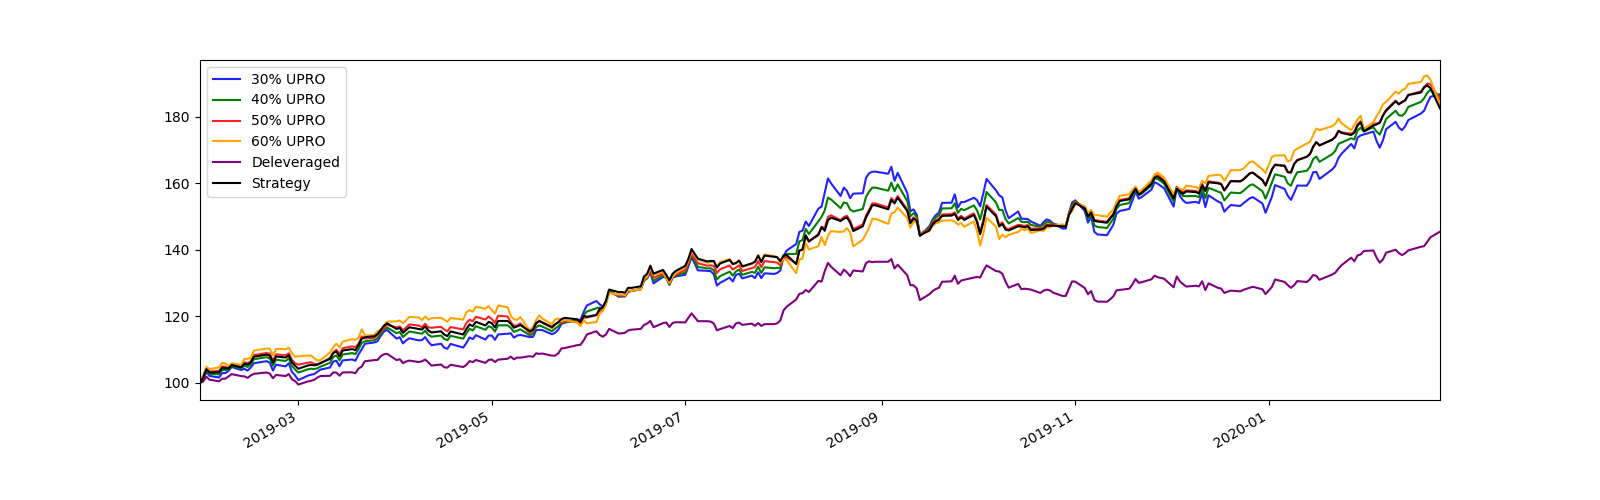 30% UPRO
40% UPRO
50% UPRO
60% UPRO
Deleveraged
Strategy
180
160
140
120
100
2019-03
2019-05
2019-07
2019-09
2019-11
2020-01